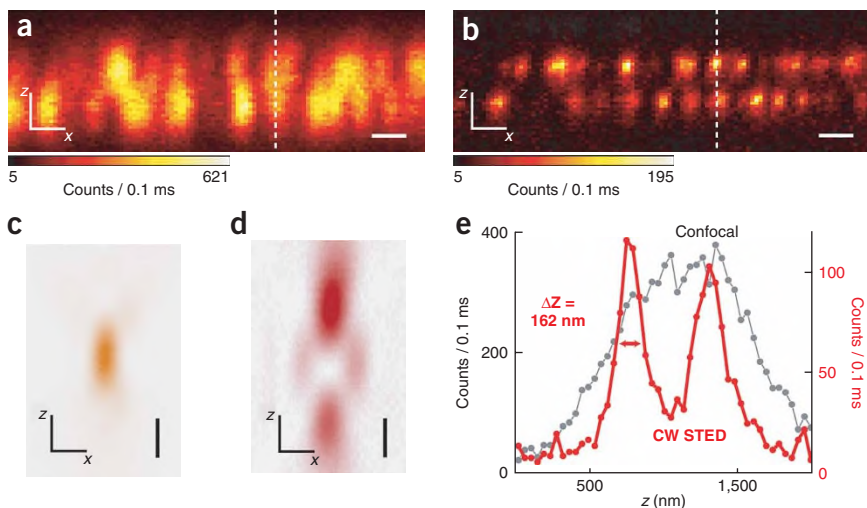 a
z
x
5 621
Counts / 0.1 ms
b
z
x
5 195
Counts / 0.1 ms
c
z
x
d
z
x
e
Confocal
400
200
0
Counts / 0.1 ms
ΔZ =
162 nm
CW STED
100
50
0
Counts / 0.1 ms
500 1,500
z (nm)